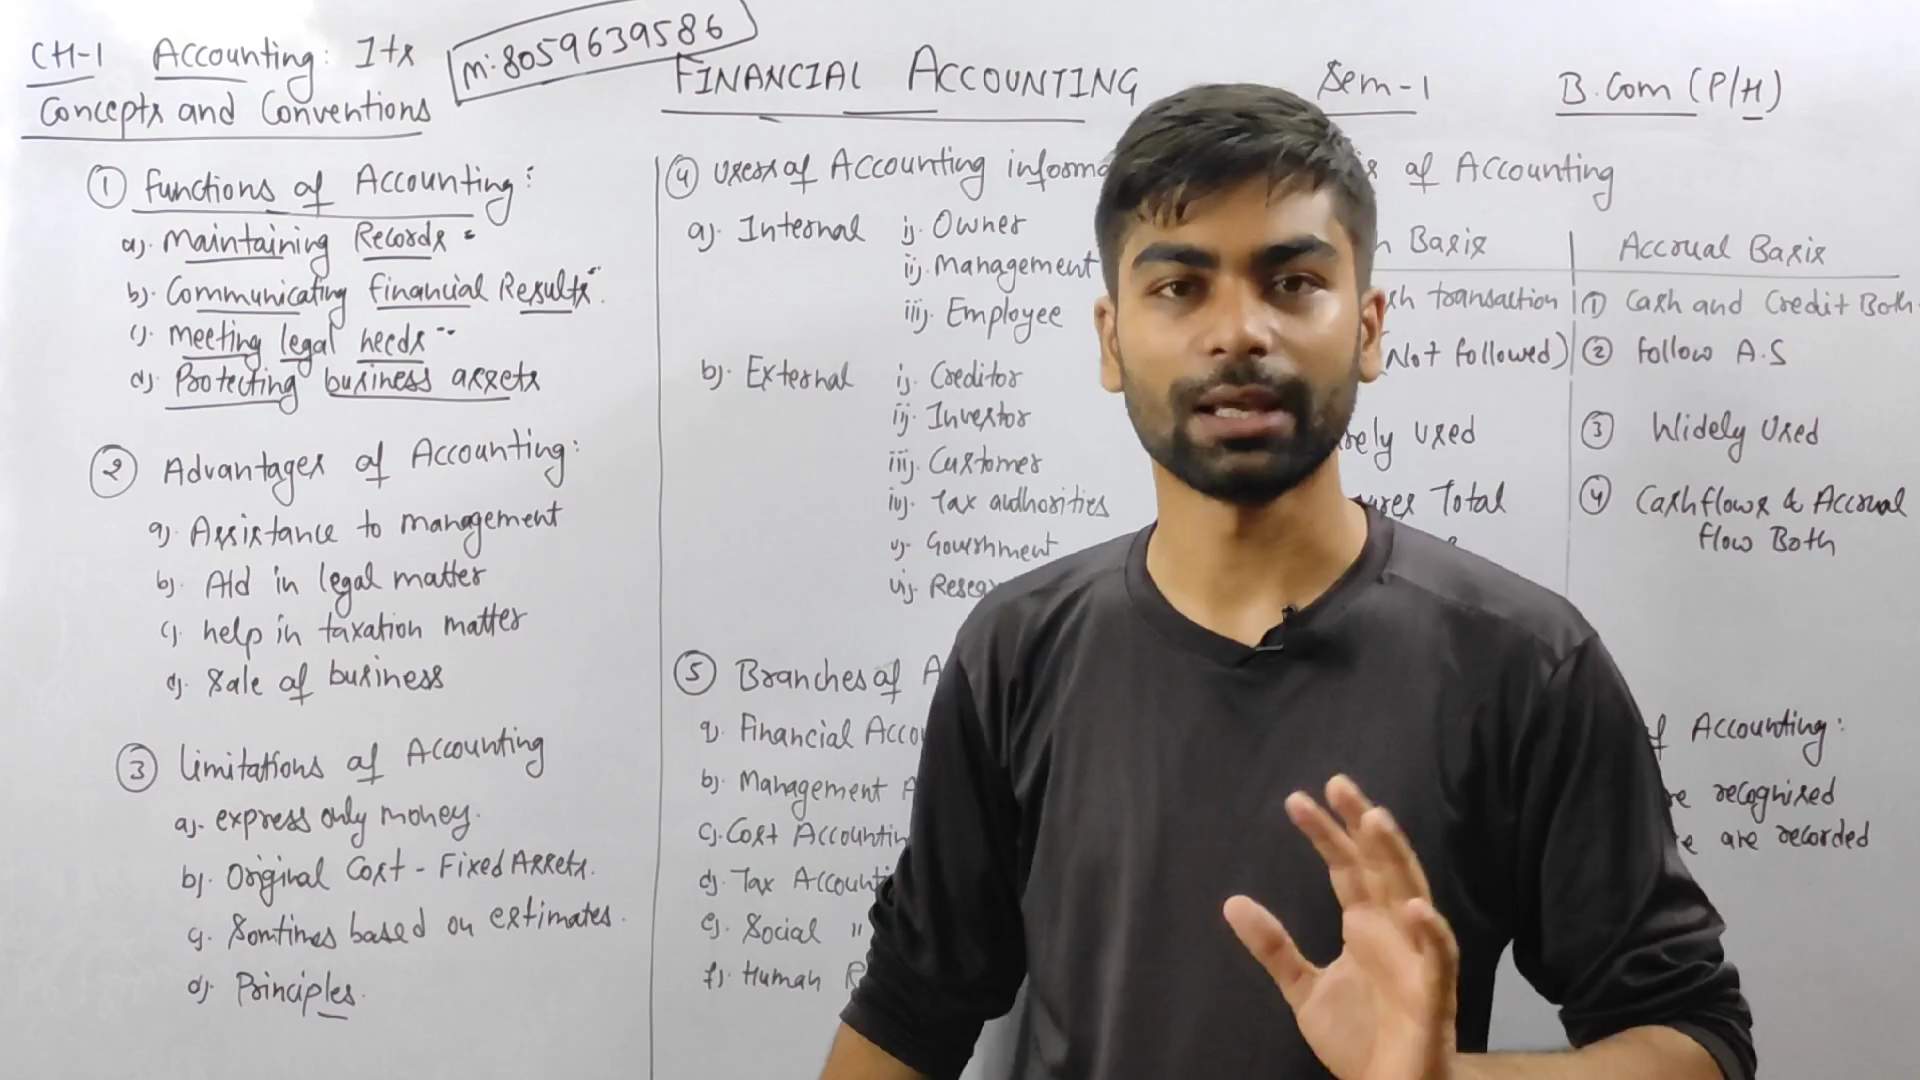 CH-1 Accounting: Its
Concepts and Conventions
m:8059639586
FINANCIAL ACCOUNTING
Sem-1
B.Com (P/H)
① functions of Accounting:
a). Maintaining Records
b). Communicating financial Results.
c). meeting legal needs
d). Protecting business assets
② Advantages of Accounting:
a). Assistance to management
b). Aid in legal matter
c). help in taxation matter
d). Sale of business
③ limitations of Accounting
a). express only money.
b). Original Cost - Fixed Assets.
c). Somtimes based on estimates.
d). Principles.
④ users of Accounting
a). Internal i). Owner
ii). Management
iii). Employee
b). External i). Creditor
ii). Investor
iii). Customer
iv). Tax authorities
v). Government
vi).
⑤ Branches of
a). Financial
b). Management
c). Cost
d). Tax
e). Social "
f). Human
of Accounting
Basis
transaction
(Not followed)
used
Total
Accrual Basis
① Cash and Credit Both
② follow A.S
③ Widely Used
④ Cashflows & Accrual
flow Both
Accounting:
recognised
are recorded